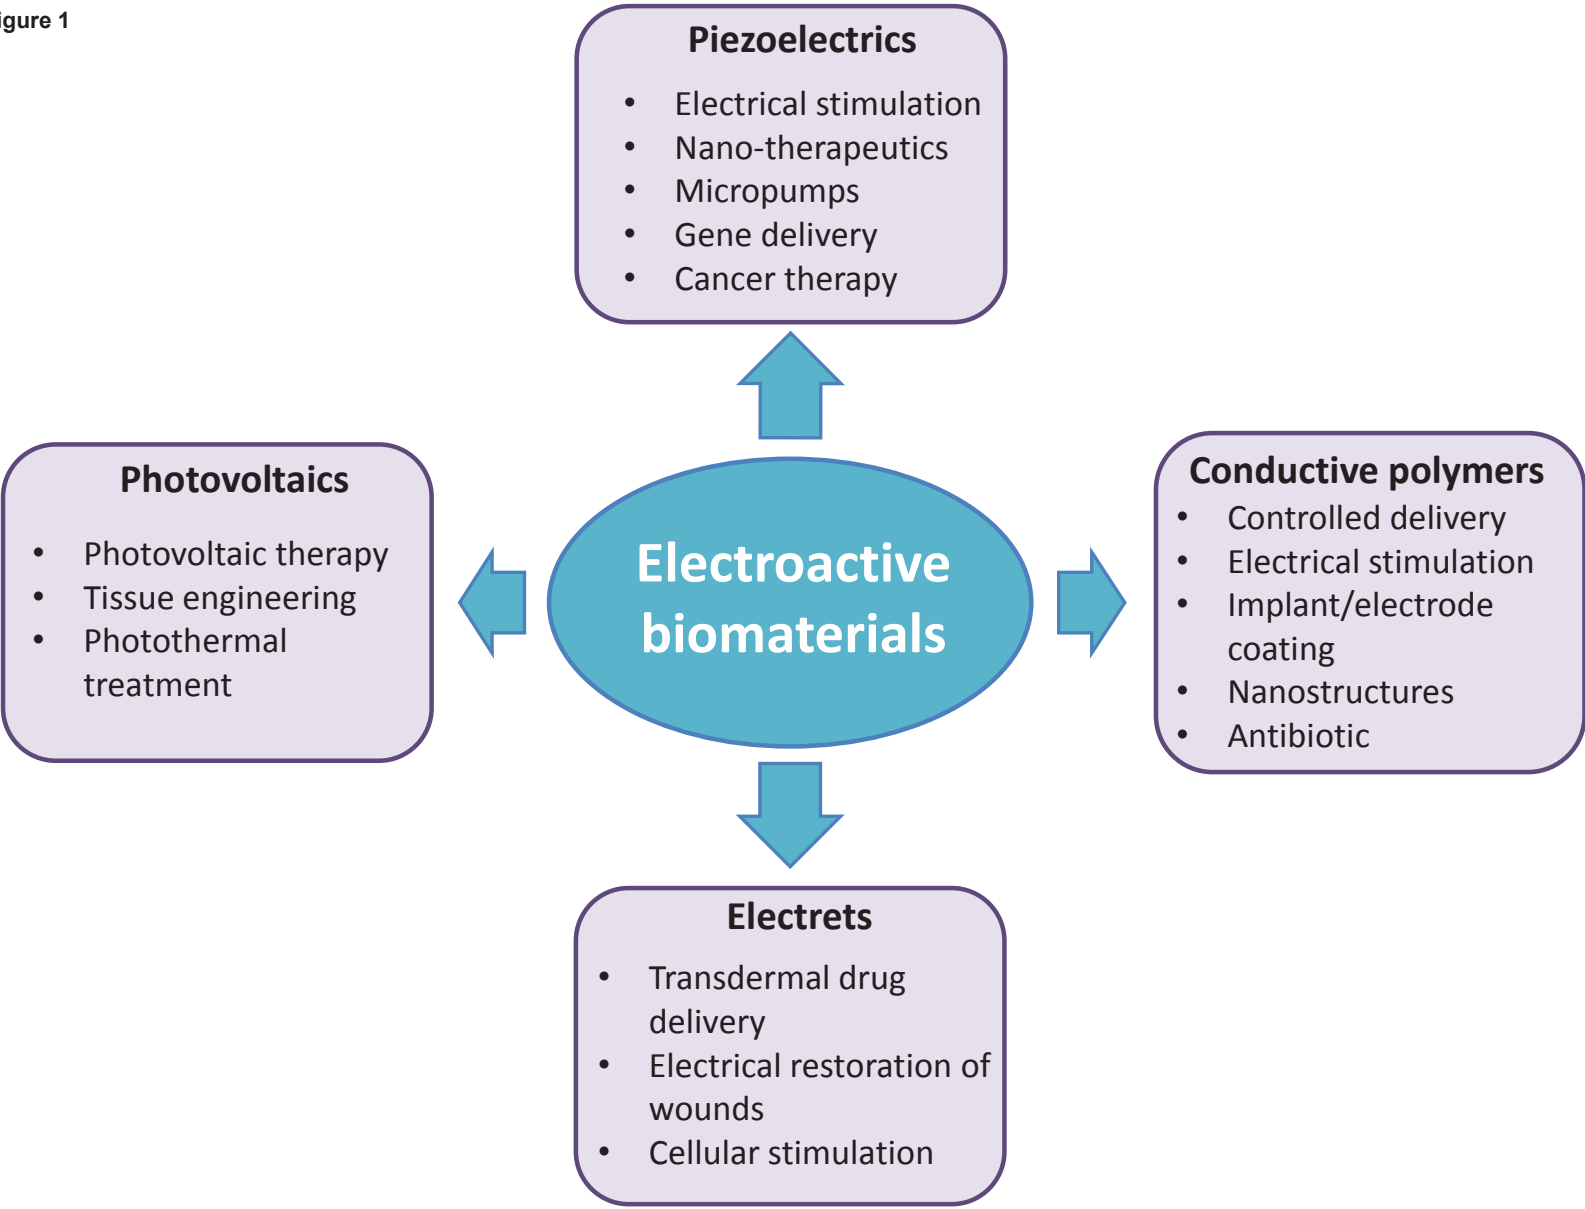 igure 1
Piezoelectrics
• Electrical stimulation
• Nano-therapeutics
• Micropumps
• Gene delivery
• Cancer therapy
Photovoltaics
• Photovoltaic therapy
• Tissue engineering
• Photothermal
treatment
Electroactive
biomaterials
Conductive polymers
• Controlled delivery
• Electrical stimulation
• Implant/electrode
coating
• Nanostructures
• Antibiotic
Electrets
• Transdermal drug
delivery
• Electrical restoration of
wounds
• Cellular stimulation